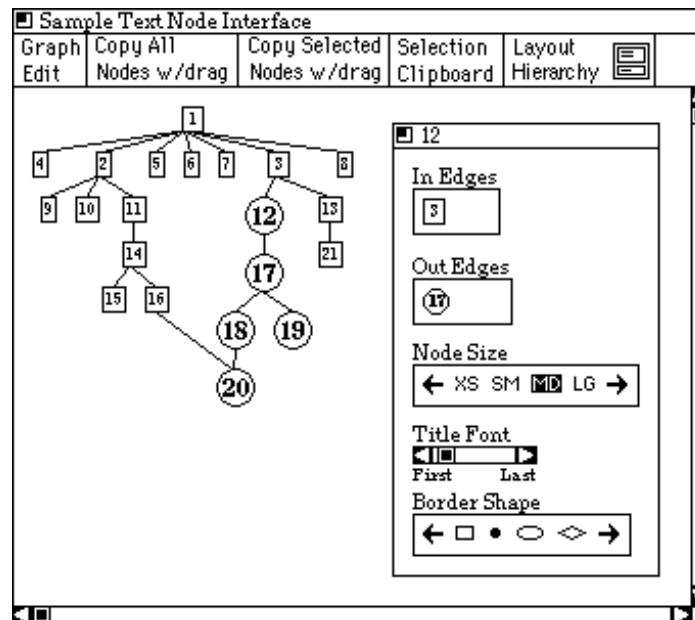 Sample Text Node Interface
Graph Edit
Copy All Nodes w/drag
Copy Selected Nodes w/drag
Selection Clipboard
Layout Hierarchy
1
4 2 5 6 7 3 8
9 10 11 12 13
14 17 21
15 16 18 19
20
12
In Edges
3
Out Edges
17
Node Size
XS SM MD LG
Title Font
First Last
Border Shape